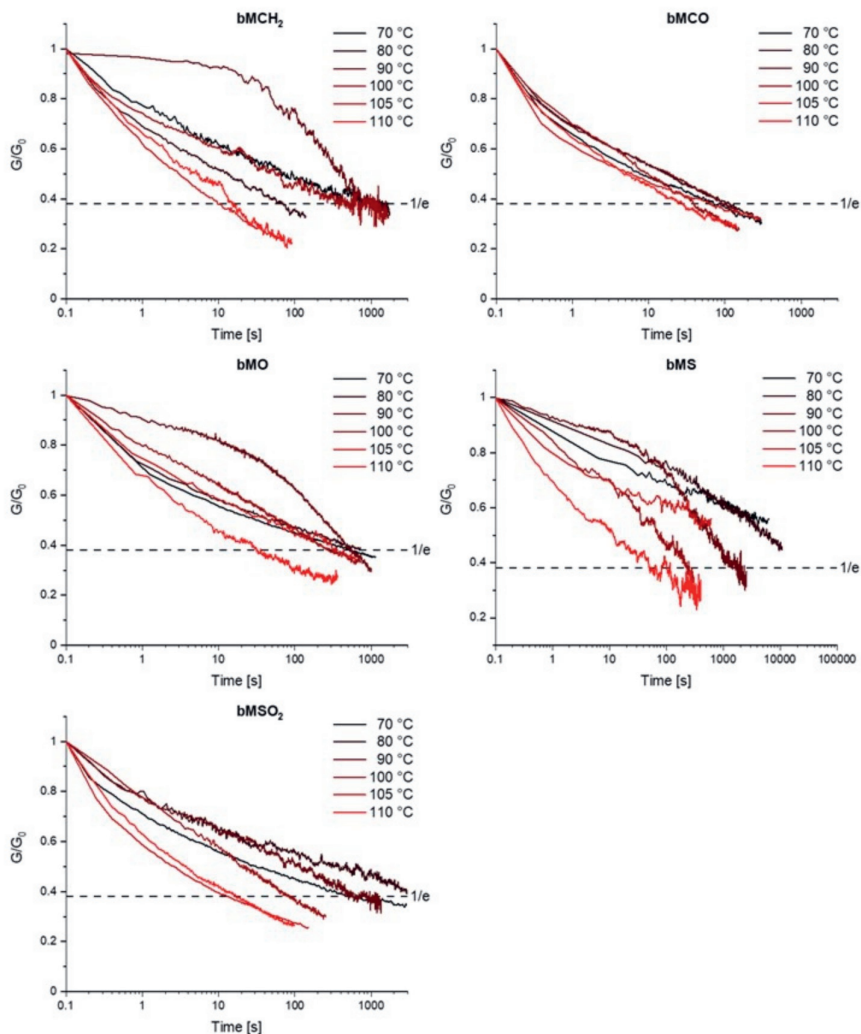 bMCH₂
G/G₀
1
0.8
0.6
0.4
0.2
0
70 °C
80 °C
90 °C
100 °C
105 °C
110 °C
1/e
0.1
1
10
100
1000
Time [s]
bMCO
G/G₀
1
0.8
0.6
0.4
0.2
0
70 °C
80 °C
90 °C
100 °C
105 °C
110 °C
1/e
0.1
1
10
100
1000
Time [s]
bMO
G/G₀
1
0.8
0.6
0.4
0.2
0
70 °C
80 °C
90 °C
100 °C
105 °C
110 °C
1/e
0.1
1
10
100
1000
Time [s]
bMS
G/G₀
1
0.8
0.6
0.4
0.2
70 °C
80 °C
90 °C
100 °C
105 °C
110 °C
1/e
0.1
1
10
100
1000
10000
100000
Time [s]
bMSO₂
G/G₀
1
0.8
0.6
0.4
0.2
0
70 °C
80 °C
90 °C
100 °C
105 °C
110 °C
1/e
0.1
1
10
100
1000
Time [s]